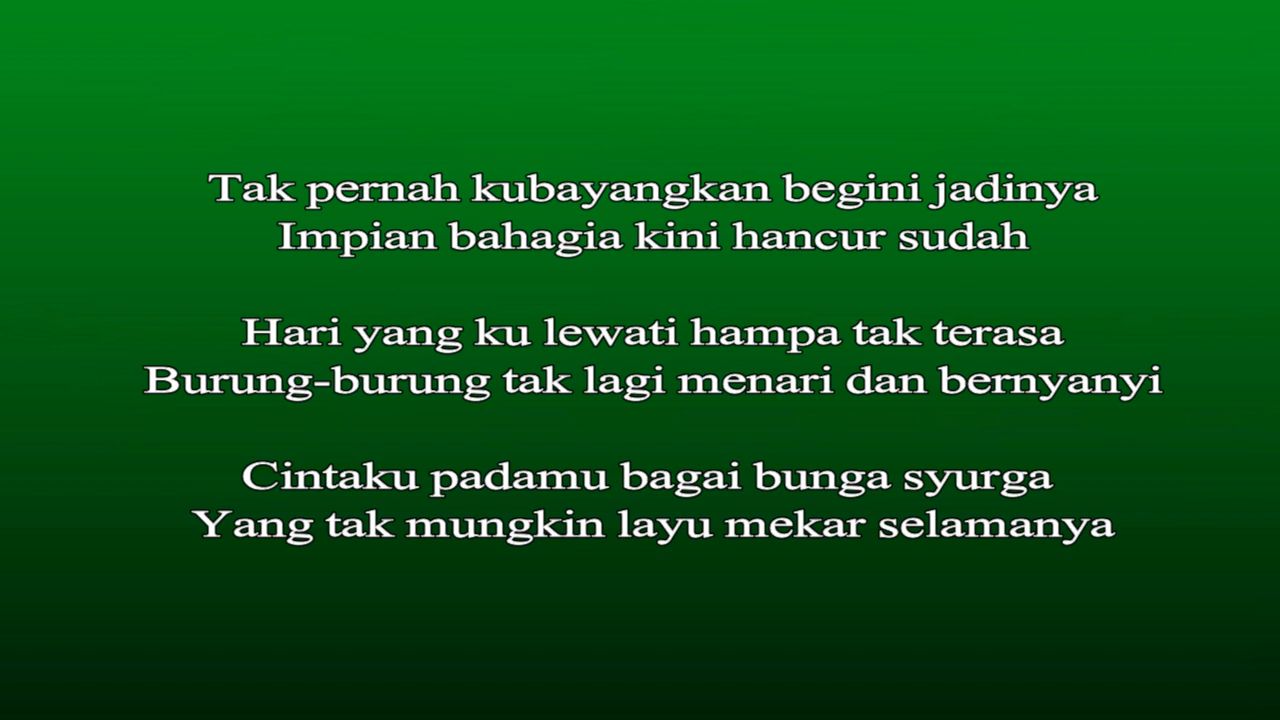 Tak pernah kubayangkan begini jadinya
Impian bahagia kini hancur sudah
Hari yang ku lewati hampa tak terasa
Burung-burung tak lagi menari dan bernyanyi
Cintaku padamu bagai bunga syurga
Yang tak mungkin layu mekar selamanya